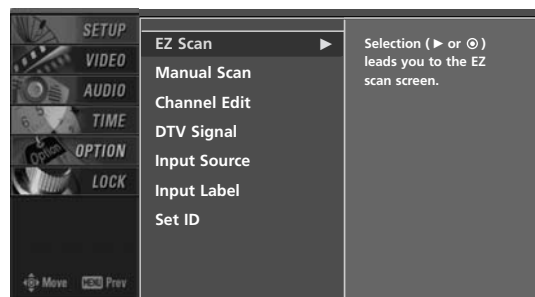 SETUP
VIDEO
AUDIO
TIME
OPTION
LOCK
Move MENU Prev
EZ Scan ►
Manual Scan
Channel Edit
DTV Signal
Input Source
Input Label
Set ID
Selection ( ► or ⊙ )
leads you to the EZ
scan screen.